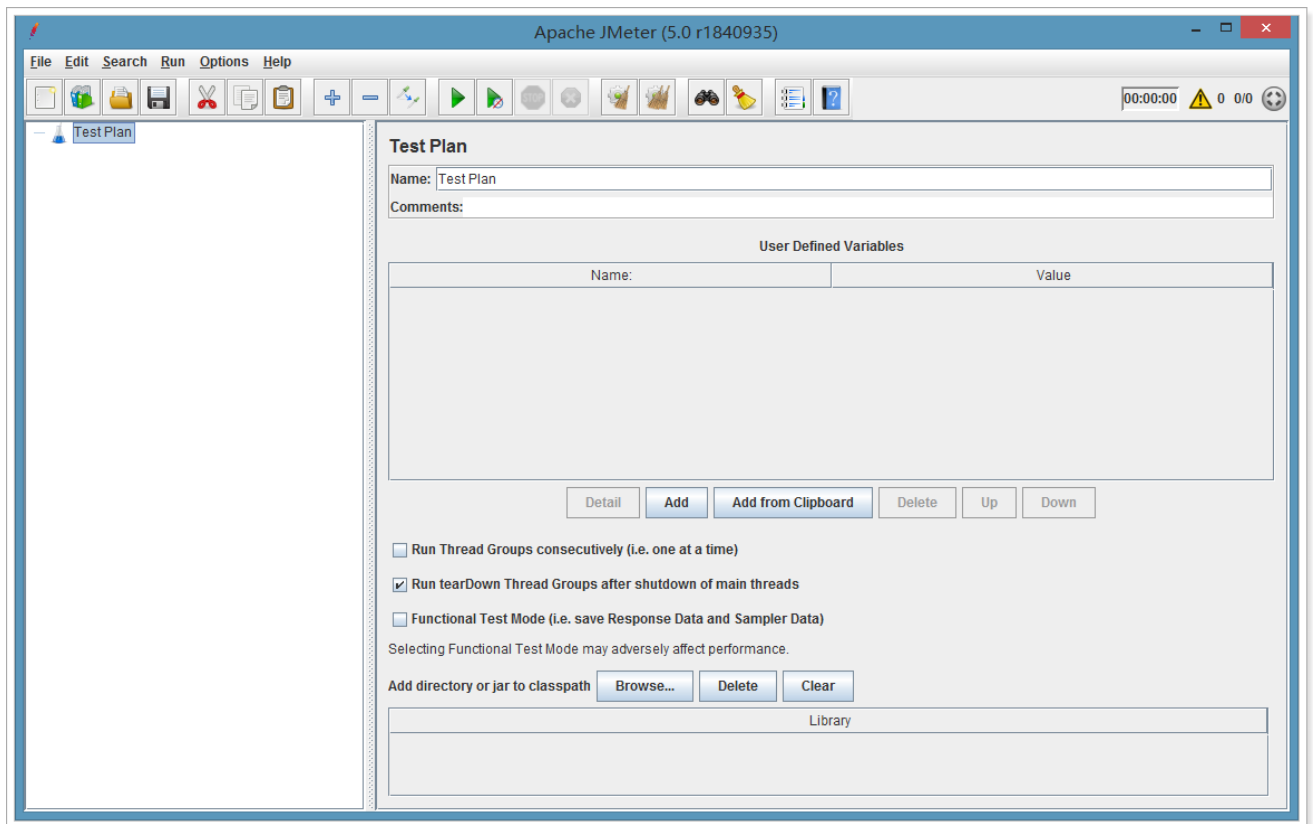 Apache JMeter (5.0 r1840935)
File Edit Search Run Options Help
STOP
00:00:00 0 0/0
Test Plan
Test Plan
Name: Test Plan
Comments:
User Defined Variables
Name: Value
Detail Add Add from Clipboard Delete Up Down
Run Thread Groups consecutively (i.e. one at a time)
Run tearDown Thread Groups after shutdown of main threads
Functional Test Mode (i.e. save Response Data and Sampler Data)
Selecting Functional Test Mode may adversely affect performance.
Add directory or jar to classpath Browse... Delete Clear
Library